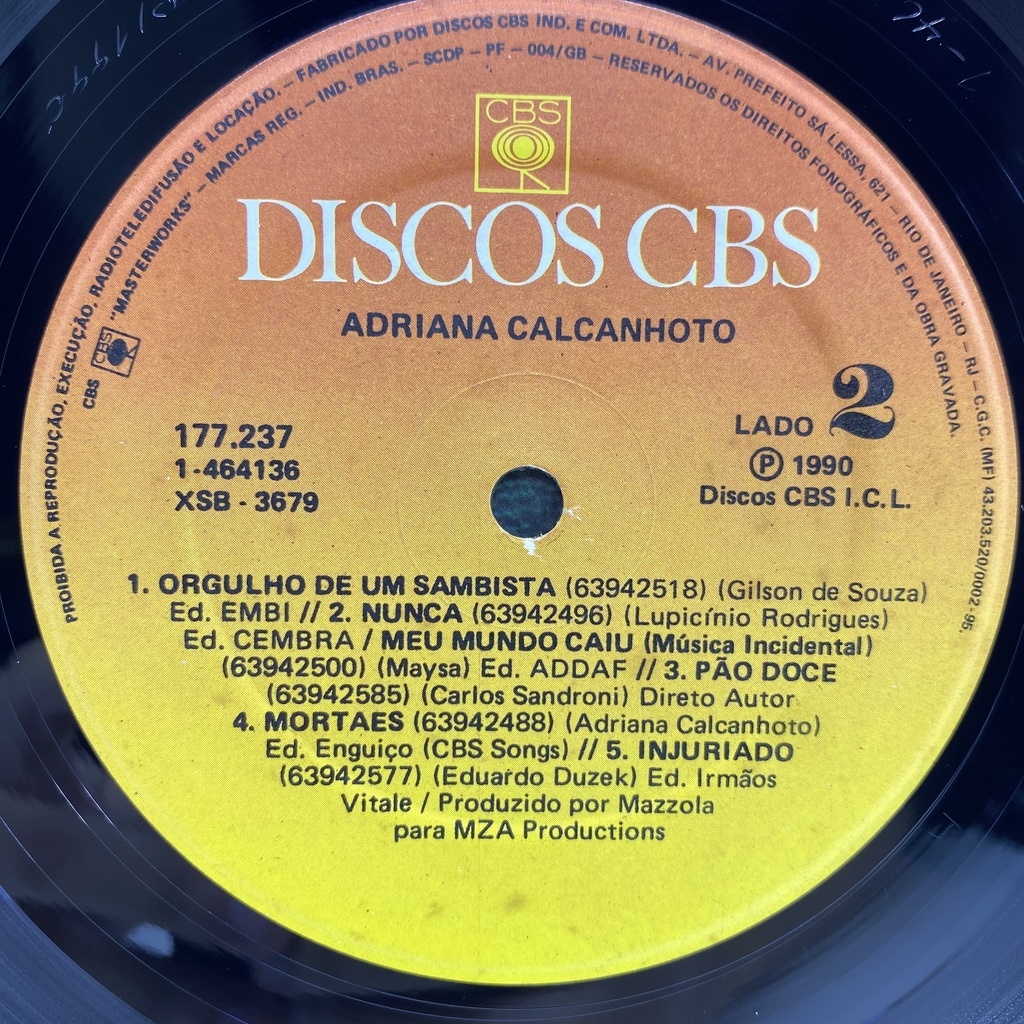 PROIBIDA A REPRODUÇÃO, EXECUÇÃO, RADIOTELEDIFUSÃO E LOCAÇÃO. – FABRICADO POR DISCOS CBS IND. E COM. LTDA. – AV. PREFEITO SÁ LESSA, 621 – RIO DE JANEIRO – RJ – C.G.C. (MF) 43.203.520/0002 95.
CBS CBS "MASTERWORKS" – MARCAS REG. – IND. BRAS. – SCDP – PF – 004/GB – RESERVADOS OS DIREITOS FONOGRÁFICOS E DA OBRA GRAVADA.
CBS
DISCOS CBS
ADRIANA CALCANHOTO
LADO 2
177.237
1-464136
XSB - 3679
Ⓟ 1990
Discos CBS I.C.L.
1. ORGULHO DE UM SAMBISTA (63942518) (Gilson de Souza)
Ed. EMBI // 2. NUNCA (63942496) (Lupicínio Rodrigues)
Ed. CEMBRA / MEU MUNDO CAIU (Música Incidental)
(63942500) (Maysa) Ed. ADDAF // 3. PÃO DOCE
(63942585) (Carlos Sandroni) Direto Autor
4. MORTAES (63942488) (Adriana Calcanhoto)
Ed. Enguiço (CBS Songs) // 5. INJURIADO
(63942577) (Eduardo Duzek) Ed. Irmãos
Vitale / Produzido por Mazzola
para MZA Productions